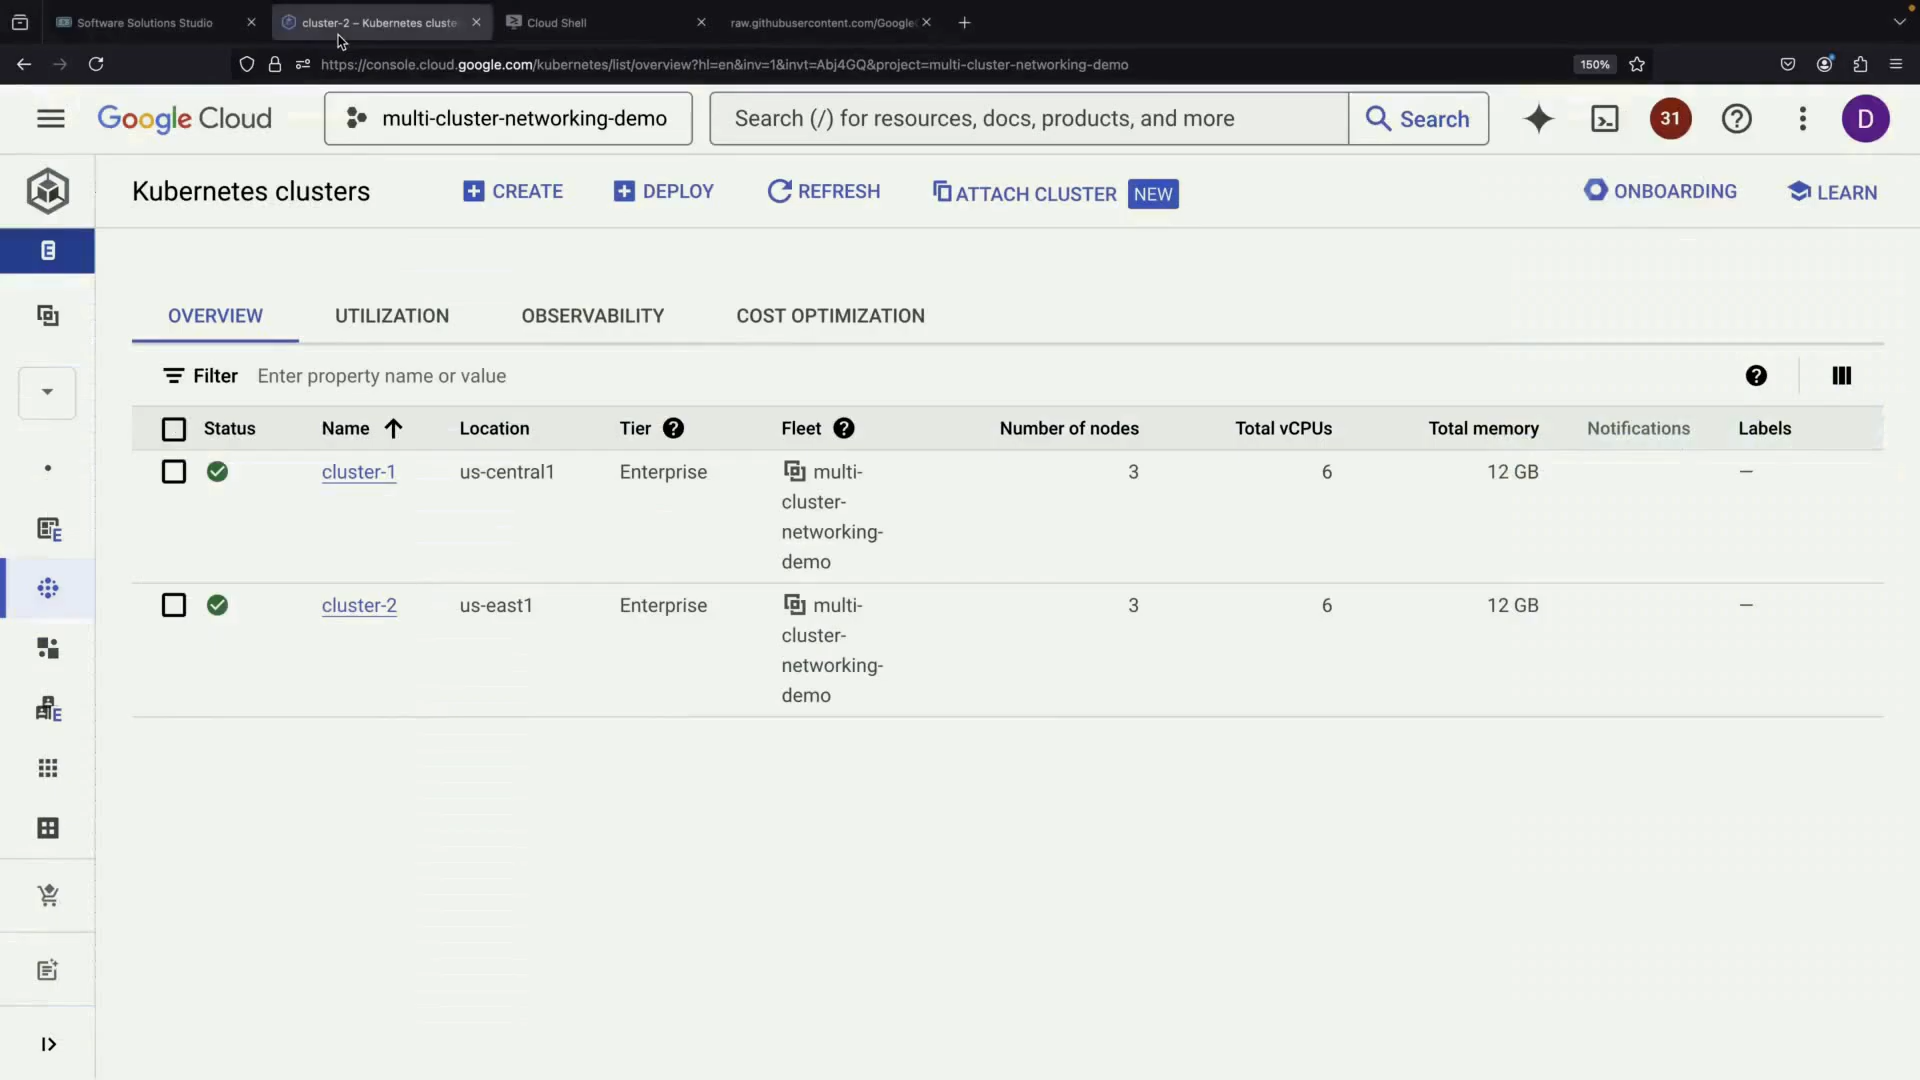 Software Solutions Studio
cluster-2 – Kubernetes cluste
Cloud Shell
raw.githubusercontent.com/Google
https://console.cloud.google.com/kubernetes/list/overview?hl=en&inv=1&invt=Abj4GQ&project=multi-cluster-networking-demo
150%
Google Cloud
multi-cluster-networking-demo
Search (/) for resources, docs, products, and more
Search
31
D
Kubernetes clusters
CREATE
DEPLOY
REFRESH
ATTACH CLUSTER
NEW
ONBOARDING
LEARN
E
OVERVIEW
UTILIZATION
OBSERVABILITY
COST OPTIMIZATION
Filter
Enter property name or value
Status
Name
Location
Tier
Fleet
Number of nodes
Total vCPUs
Total memory
Notifications
Labels
cluster-1
us-central1
Enterprise
multi-
cluster-
networking-
demo
3
6
12 GB
—
cluster-2
us-east1
Enterprise
multi-
cluster-
networking-
demo
3
6
12 GB
—
E
E